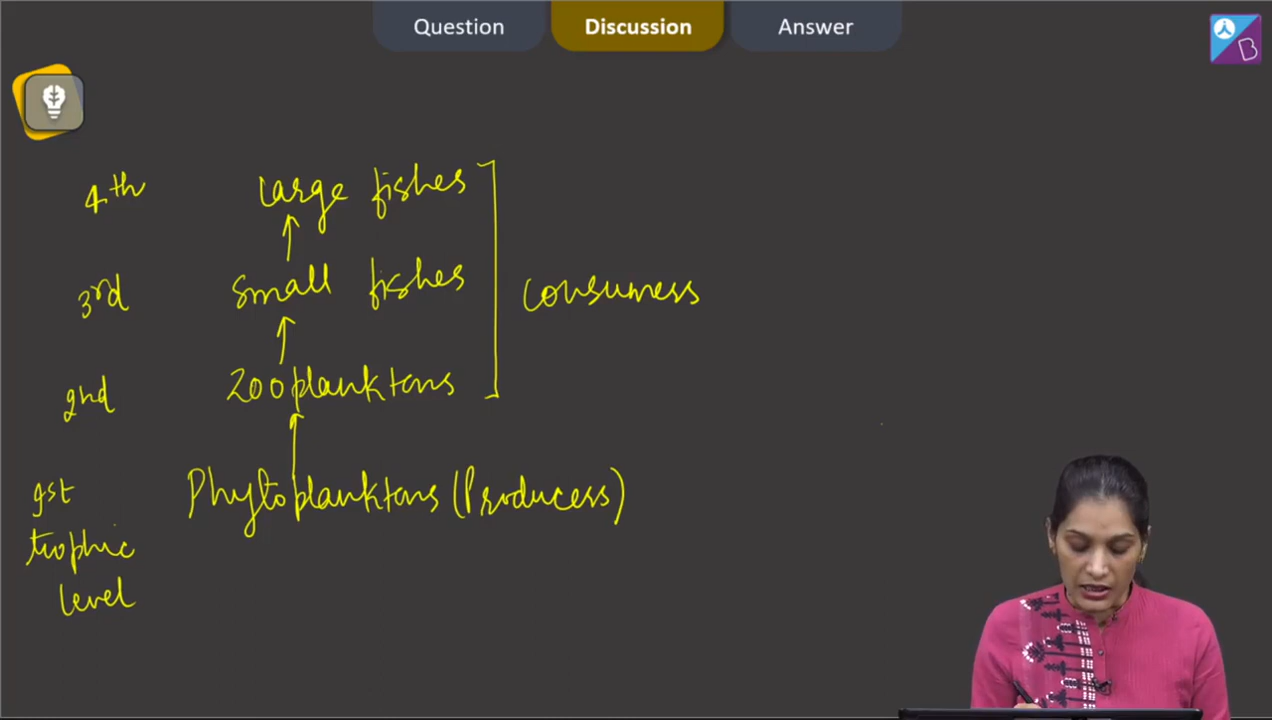 Question Discussion Answer
4th large fishes
3rd small fishes consumess
2nd zooplanktons
1st Phytoplanktons (Producess)
trophic
level